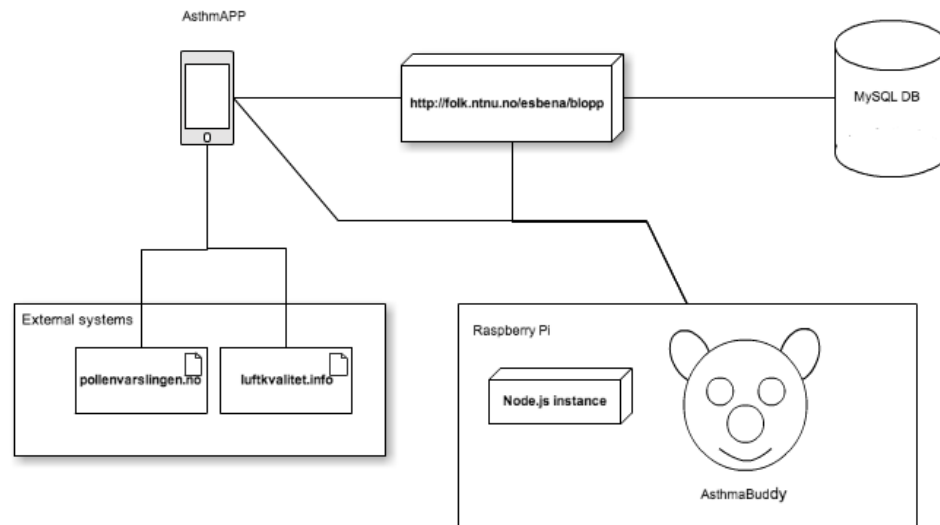 AsthmAPP
http://folk.ntnu.no/esbena/blopp
MySQL DB
External systems
pollenvarslingen.no
luftkvalitet.info
Raspberry Pi
Node.js instance
AsthmaBuddy